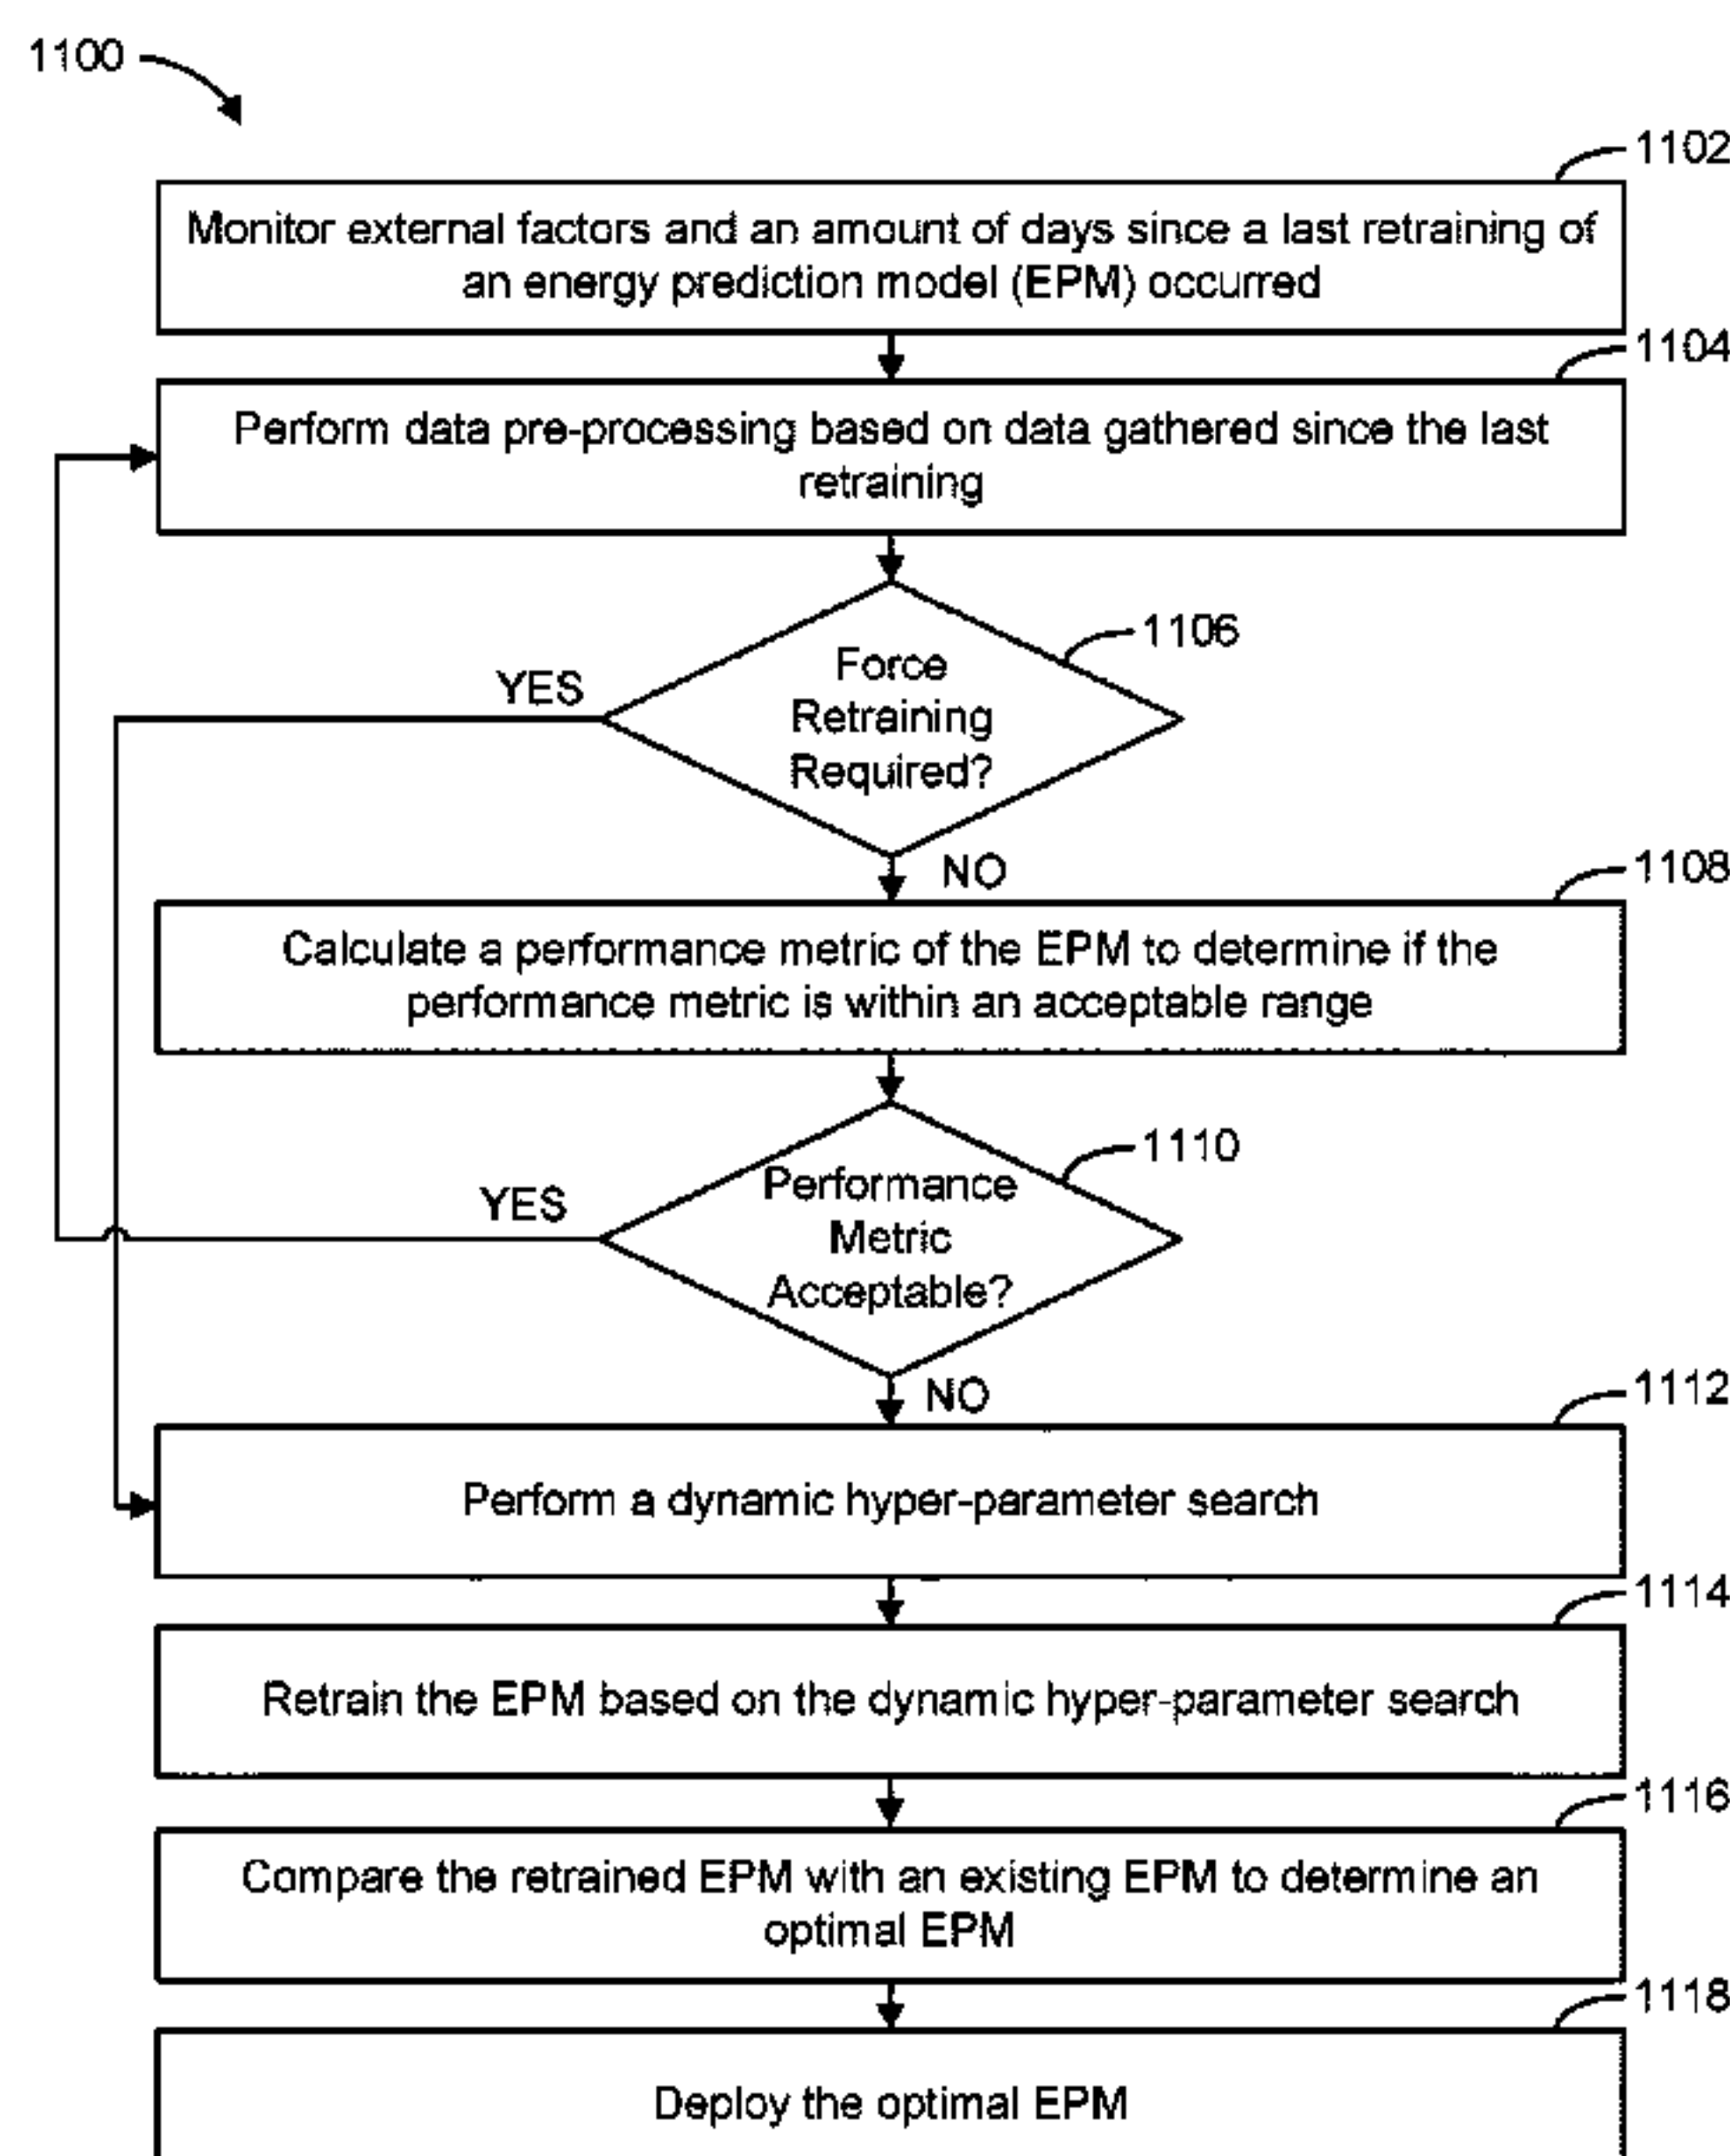 1100
1102
Monitor external factors and an amount of days since a last retraining of
an energy prediction model (EPM) occurred
1104
Perform data pre-processing based on data gathered since the last
retraining
1106
Force
Retraining
Required?
YES
NO
1108
Calculate a performance metric of the EPM to determine if the
performance metric is within an acceptable range
1110
Performance
Metric
Acceptable?
YES
NO
1112
Perform a dynamic hyper-parameter search
1114
Retrain the EPM based on the dynamic hyper-parameter search
1116
Compare the retrained EPM with an existing EPM to determine an
optimal EPM
1118
Deploy the optimal EPM